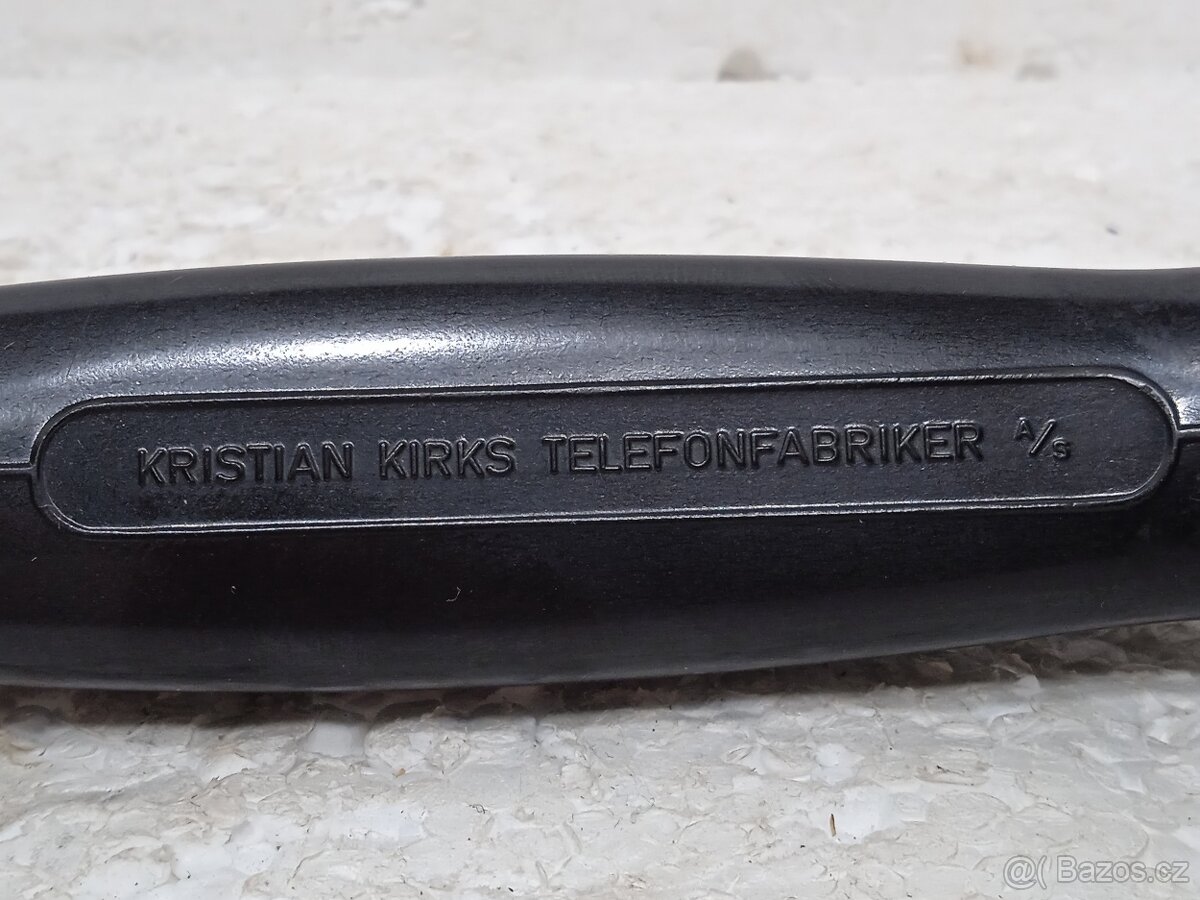 KRISTIAN KIRKS TELEFONFABRIKER A/S
@( Bazos.cz